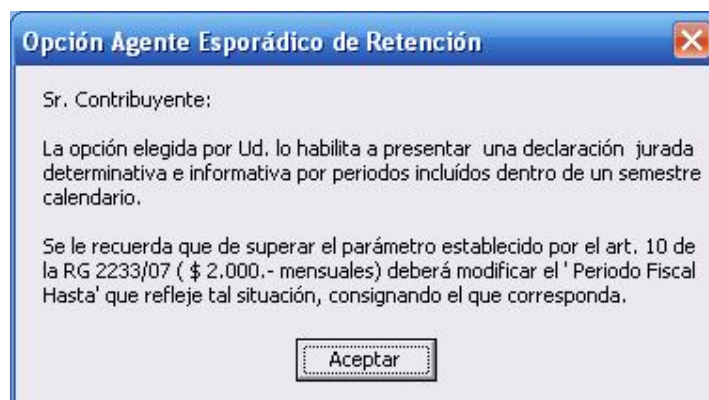 Opción Agente Esporádico de Retención
Sr. Contribuyente:
La opción elegida por Ud. lo habilita a presentar una declaración jurada
determinativa e informativa por periodos incluídos dentro de un semestre
calendario.
Se le recuerda que de superar el parámetro establecido por el art. 10 de
la RG 2233/07 ( $ 2.000.- mensuales) deberá modificar el ' Periodo Fiscal
Hasta' que refleje tal situación, consignando el que corresponda.
Aceptar